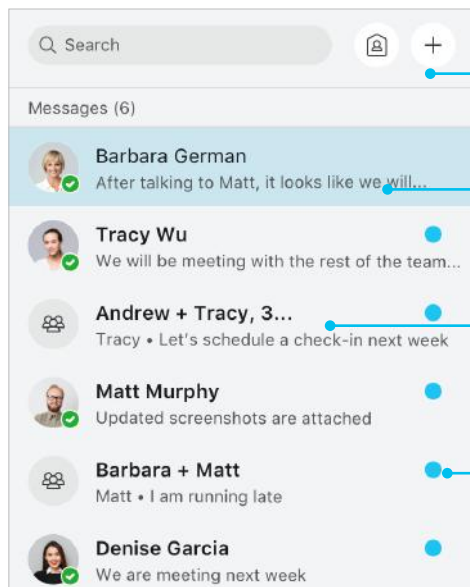 Search
Messages (6)
Barbara German
After talking to Matt, it looks like we will...
Tracy Wu
We will be meeting with the rest of the team...
Andrew + Tracy, 3...
Tracy • Let's schedule a check-in next week
Matt Murphy
Updated screenshots are attached
Barbara + Matt
Matt • I am running late
Denise Garcia
We are meeting next week